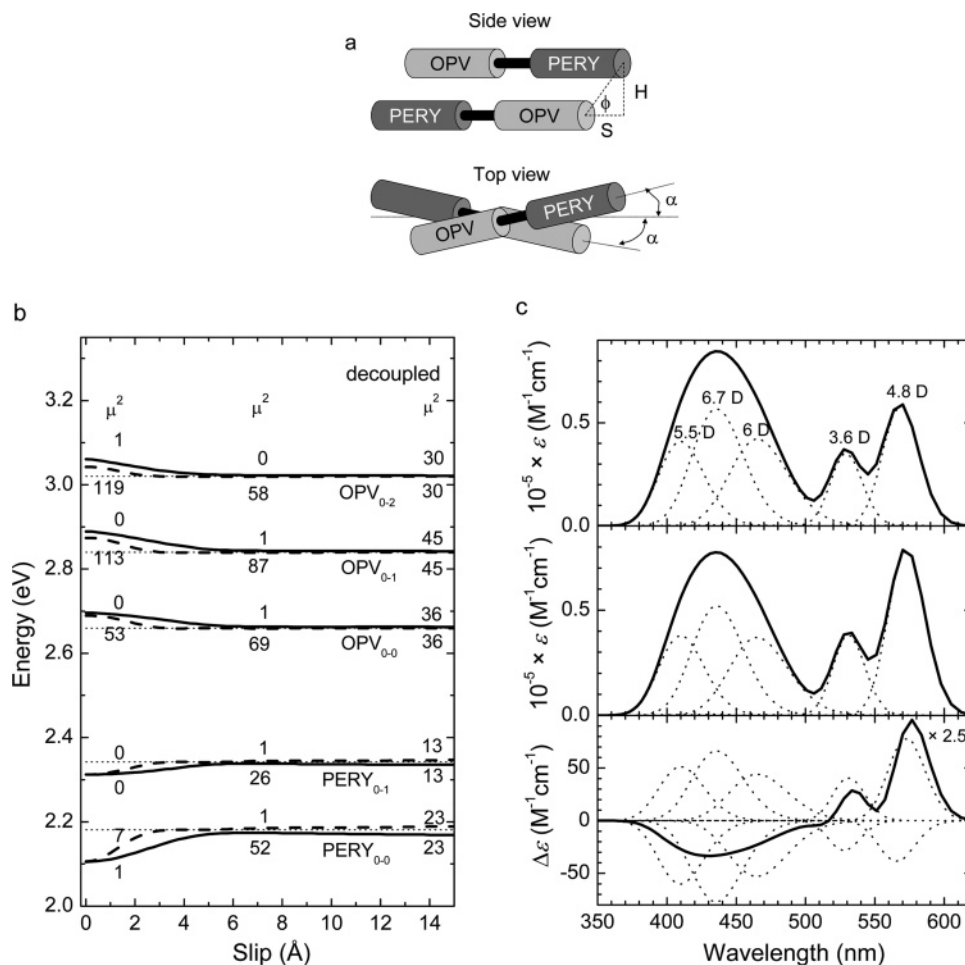 Side view
a
OPV PERY
H
φ
PERY OPV
S
Top view
PERY α
OPV α
b
decoupled
μ² μ² μ²
1 0 30
119 58 OPV₀₋₂ 30
0 1 45
113 87 OPV₀₋₁ 45
0 1 36
53 69 OPV₀₋₀ 36
0 1 13
0 26 PERY₀₋₁ 13
7 1 23
1 52 PERY₀₋₀ 23
3.2
3.0
2.8
2.6
2.4
2.2
2.0
Energy (eV)
0 2 4 6 8 10 12 14
Slip (Å)
c
10⁻⁵ × ε (M⁻¹cm⁻¹)
0.5
0.0
5.5 D 6.7 D 6 D 3.6 D 4.8 D
10⁻⁵ × ε (M⁻¹cm⁻¹)
0.5
0.0
Δε (M⁻¹cm⁻¹)
50
0
-50
× 2.5
350 400 450 500 550 600
Wavelength (nm)